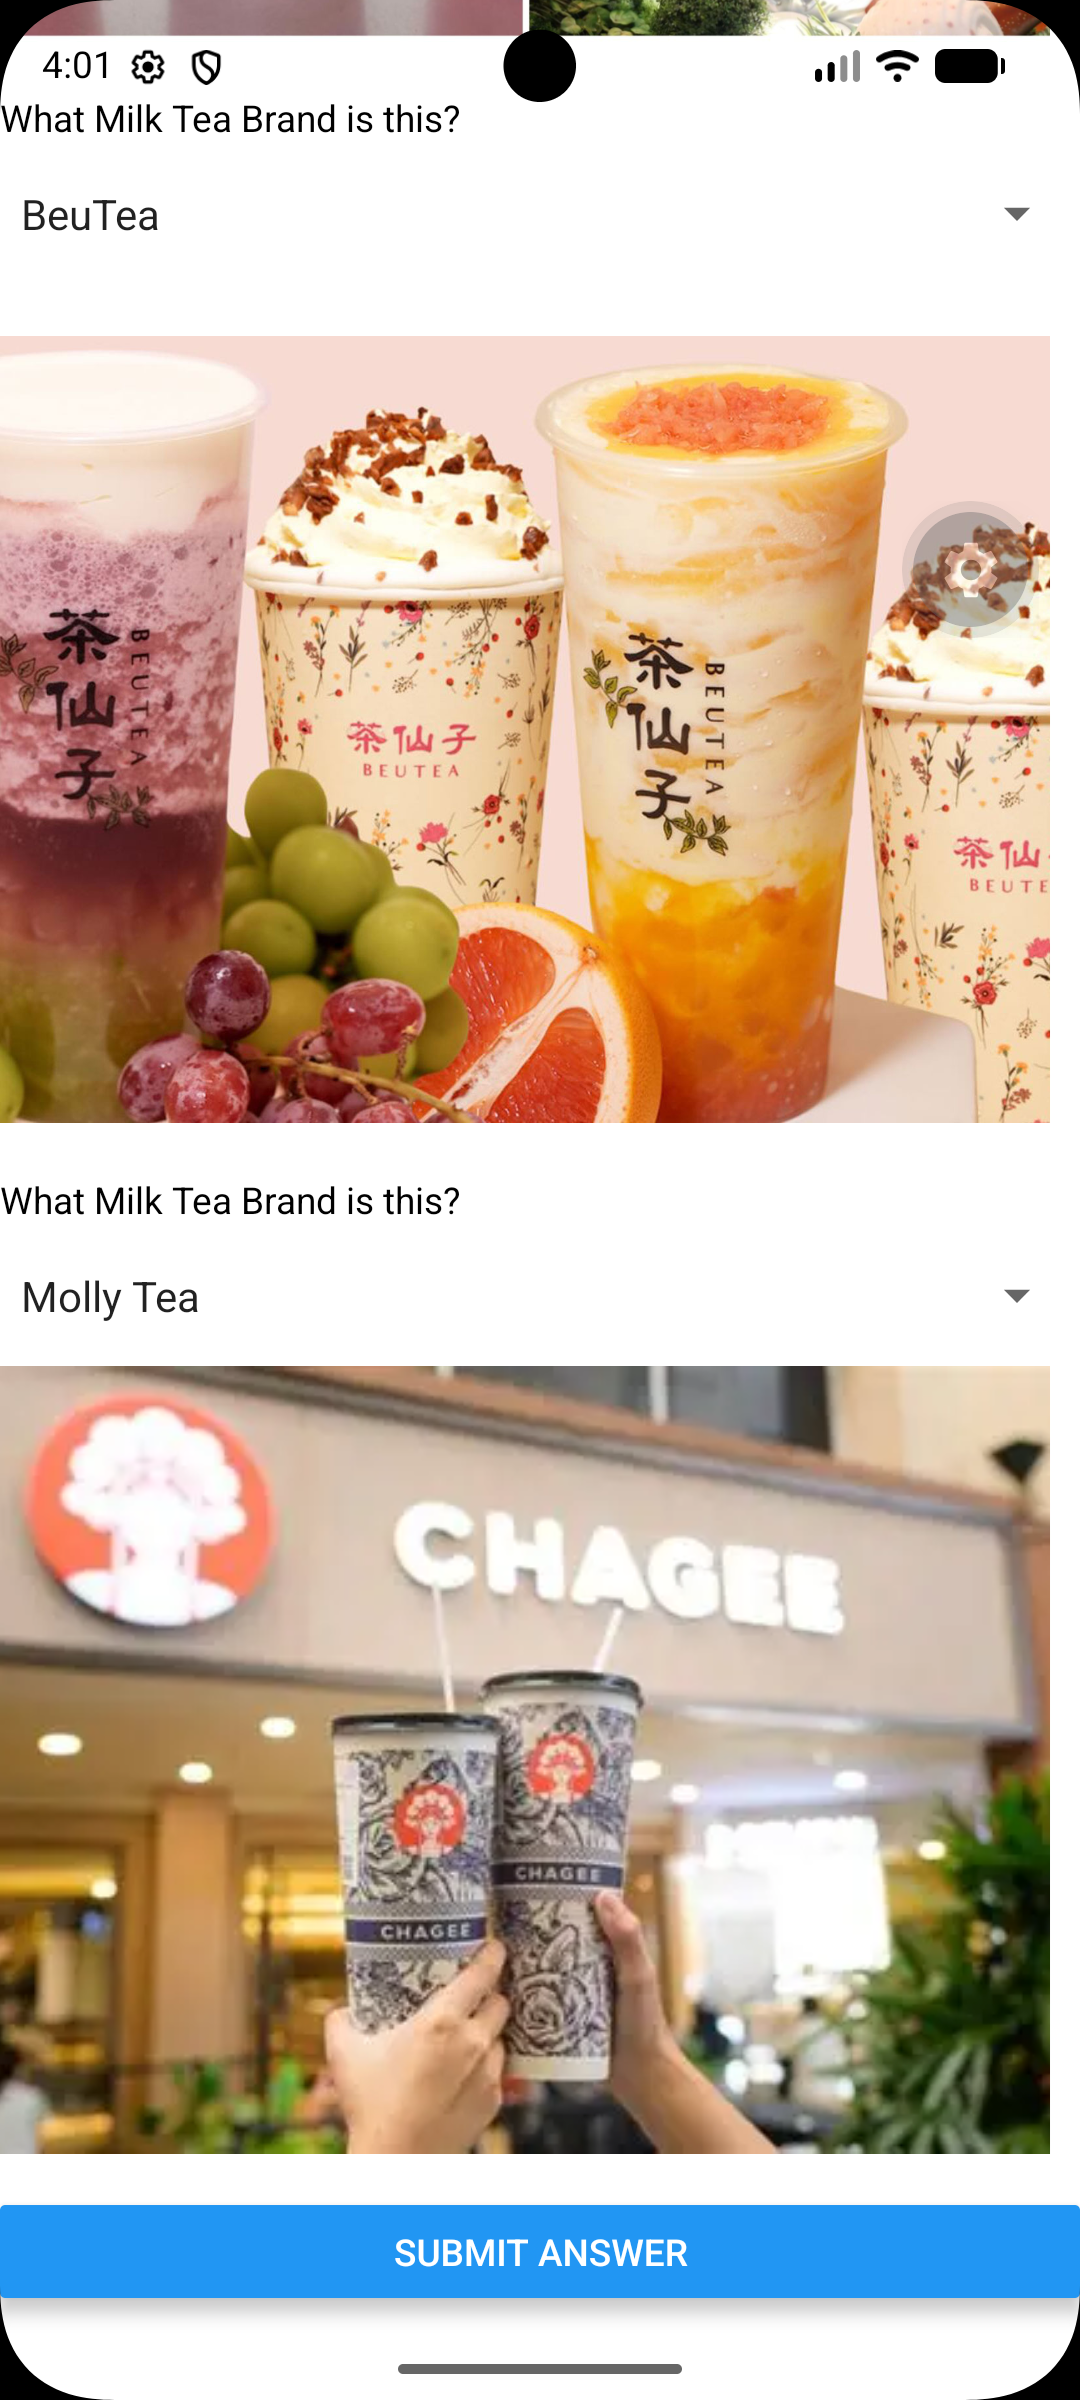 4:01
What Milk Tea Brand is this?
BeuTea
茶仙子
BEUTEA
茶仙子
BEUTEA
茶仙子
BEUTEA
茶仙
BEUTE
What Milk Tea Brand is this?
Molly Tea
CHAGEE
CHAGEE
CHAGEE
SUBMIT ANSWER